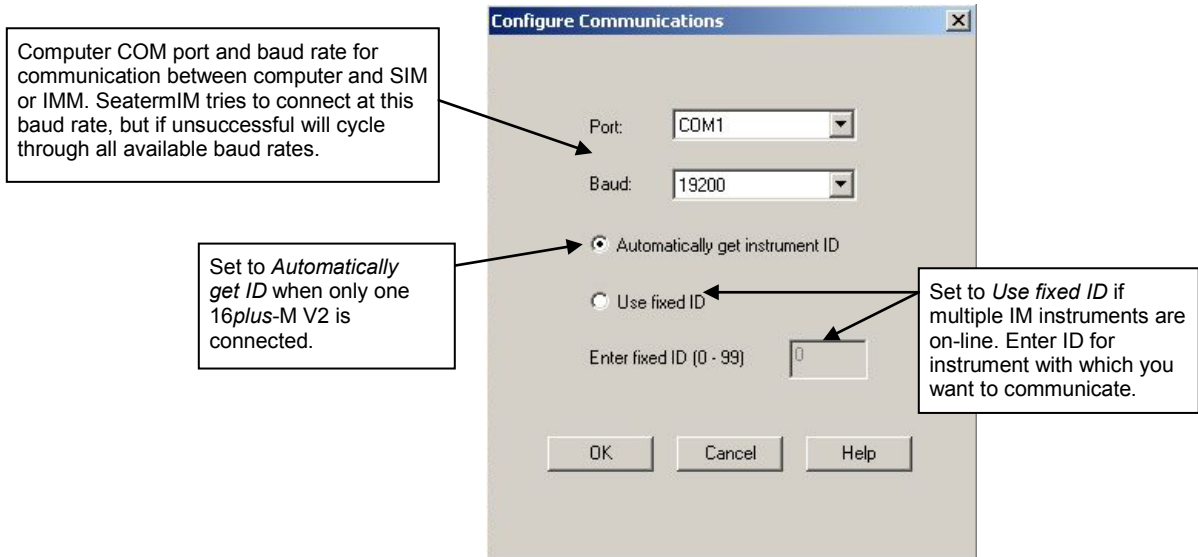 Configure Communications
Computer COM port and baud rate for
communication between computer and SIM
or IMM. SeatermIM tries to connect at this
baud rate, but if unsuccessful will cycle
through all available baud rates.
Port:
COM1
Baud:
19200
Automatically get instrument ID
Set to Automatically
get ID when only one
16plus-M V2 is
connected.
Use fixed ID
Set to Use fixed ID if
multiple IM instruments are
on-line. Enter ID for
instrument with which you
want to communicate.
Enter fixed ID (0 - 99)
0
OK
Cancel
Help